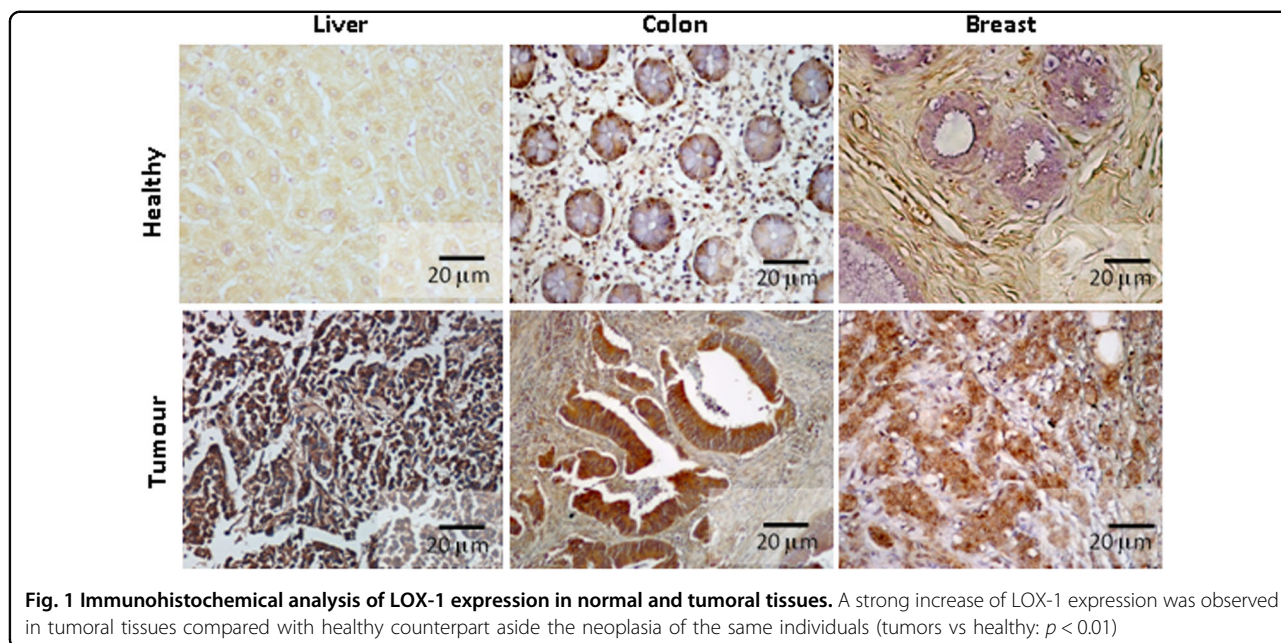 Liver Colon Breast
Healthy
20 μm 20 μm 20 μm
Tumour
20 μm 20 μm 20 μm
Fig. 1 Immunohistochemical analysis of LOX-1 expression in normal and tumoral tissues. A strong increase of LOX-1 expression was observed
in tumoral tissues compared with healthy counterpart aside the neoplasia of the same individuals (tumors vs healthy: p < 0.01)